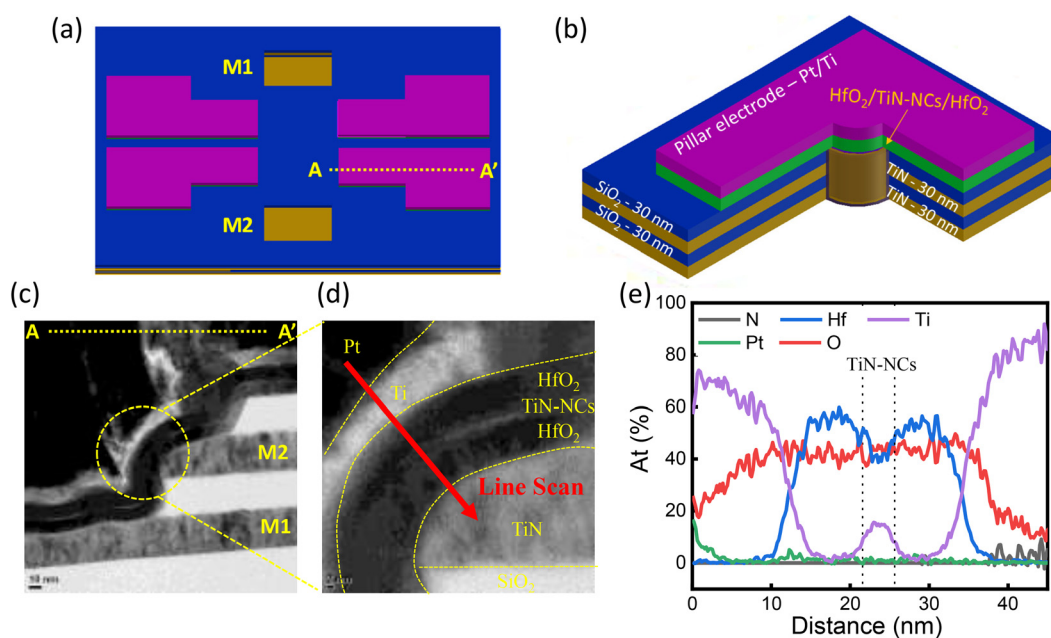 (a)
M1
A
A'
M2
(b)
Pillar electrode – Pt/Ti
HfO₂/TiN-NCs/HfO₂
SiO₂ - 30 nm
SiO₂ - 30 nm
TiN - 30 nm
TiN - 30 nm
(c)
A
A'
M2
M1
10 nm
(d)
Pt
Ti
HfO₂
TiN-NCs
HfO₂
Line Scan
TiN
SiO₂
(e)
N
Hf
Ti
Pt
O
TiN-NCs
At (%)
100
80
60
40
20
0
0
10
20
30
40
Distance (nm)